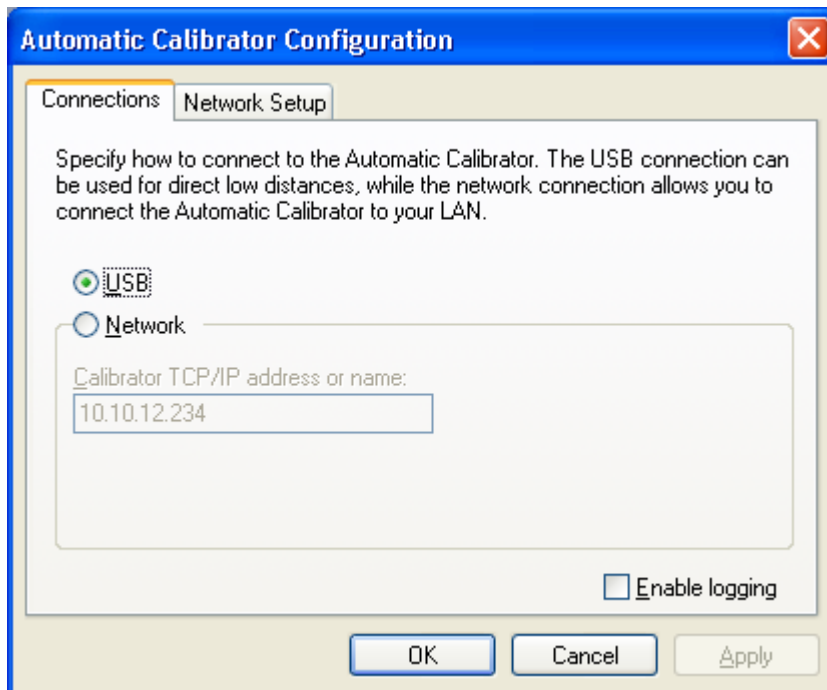 Automatic Calibrator Configuration
Connections
Network Setup
Specify how to connect to the Automatic Calibrator. The USB connection can
be used for direct low distances, while the network connection allows you to
connect the Automatic Calibrator to your LAN.
USB
Network
Calibrator TCP/IP address or name:
10.10.12.234
Enable logging
OK
Cancel
Apply